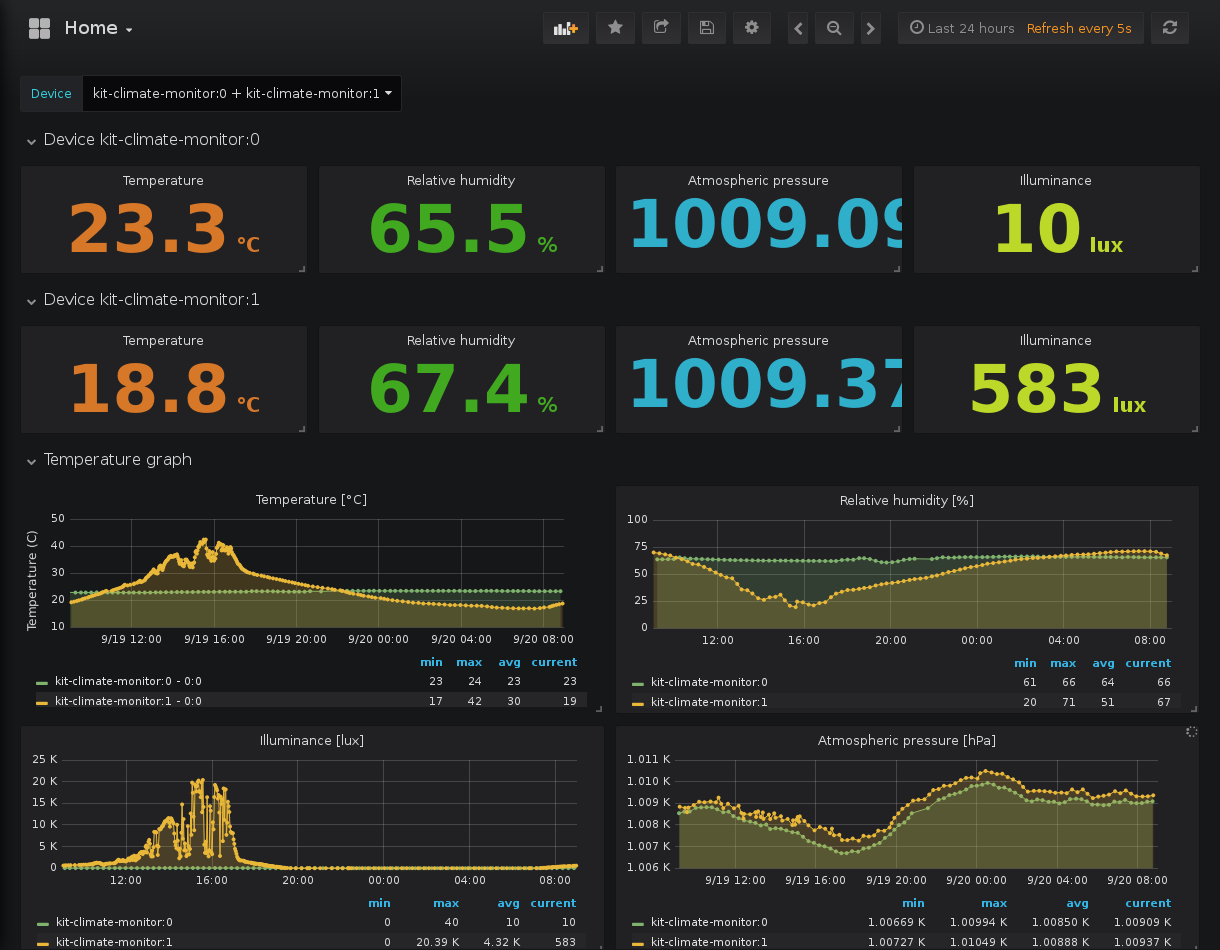 Home
Last 24 hours Refresh every 5s
Device kit-climate-monitor:0 + kit-climate-monitor:1
Device kit-climate-monitor:0
Temperature Relative humidity Atmospheric pressure Illuminance
23.3 °C 65.5 % 1009.09 10 lux
Device kit-climate-monitor:1
Temperature Relative humidity Atmospheric pressure Illuminance
18.8 °C 67.4 % 1009.37 583 lux
Temperature graph
Temperature [°C]
Temperature (C)
50
40
30
20
10
9/19 12:00 9/19 16:00 9/19 20:00 9/20 00:00 9/20 04:00 9/20 08:00
min max avg current
kit-climate-monitor:0 - 0:0 23 24 23 23
kit-climate-monitor:1 - 0:0 17 42 30 19
Relative humidity [%]
100
75
50
25
0
12:00 16:00 20:00 00:00 04:00 08:00
min max avg current
kit-climate-monitor:0 61 66 64 66
kit-climate-monitor:1 20 71 51 67
Illuminance [lux]
25 K
20 K
15 K
10 K
5 K
0
12:00 16:00 20:00 00:00 04:00 08:00
min max avg current
kit-climate-monitor:0 0 40 10 10
kit-climate-monitor:1 0 20.39 K 4.32 K 583
Atmospheric pressure [hPa]
1.011 K
1.010 K
1.009 K
1.008 K
1.007 K
1.006 K
9/19 12:00 9/19 16:00 9/19 20:00 9/20 00:00 9/20 04:00 9/20 08:00
min max avg current
kit-climate-monitor:0 1.00669 K 1.00994 K 1.00850 K 1.00909 K
kit-climate-monitor:1 1.00727 K 1.01049 K 1.00888 K 1.00937 K